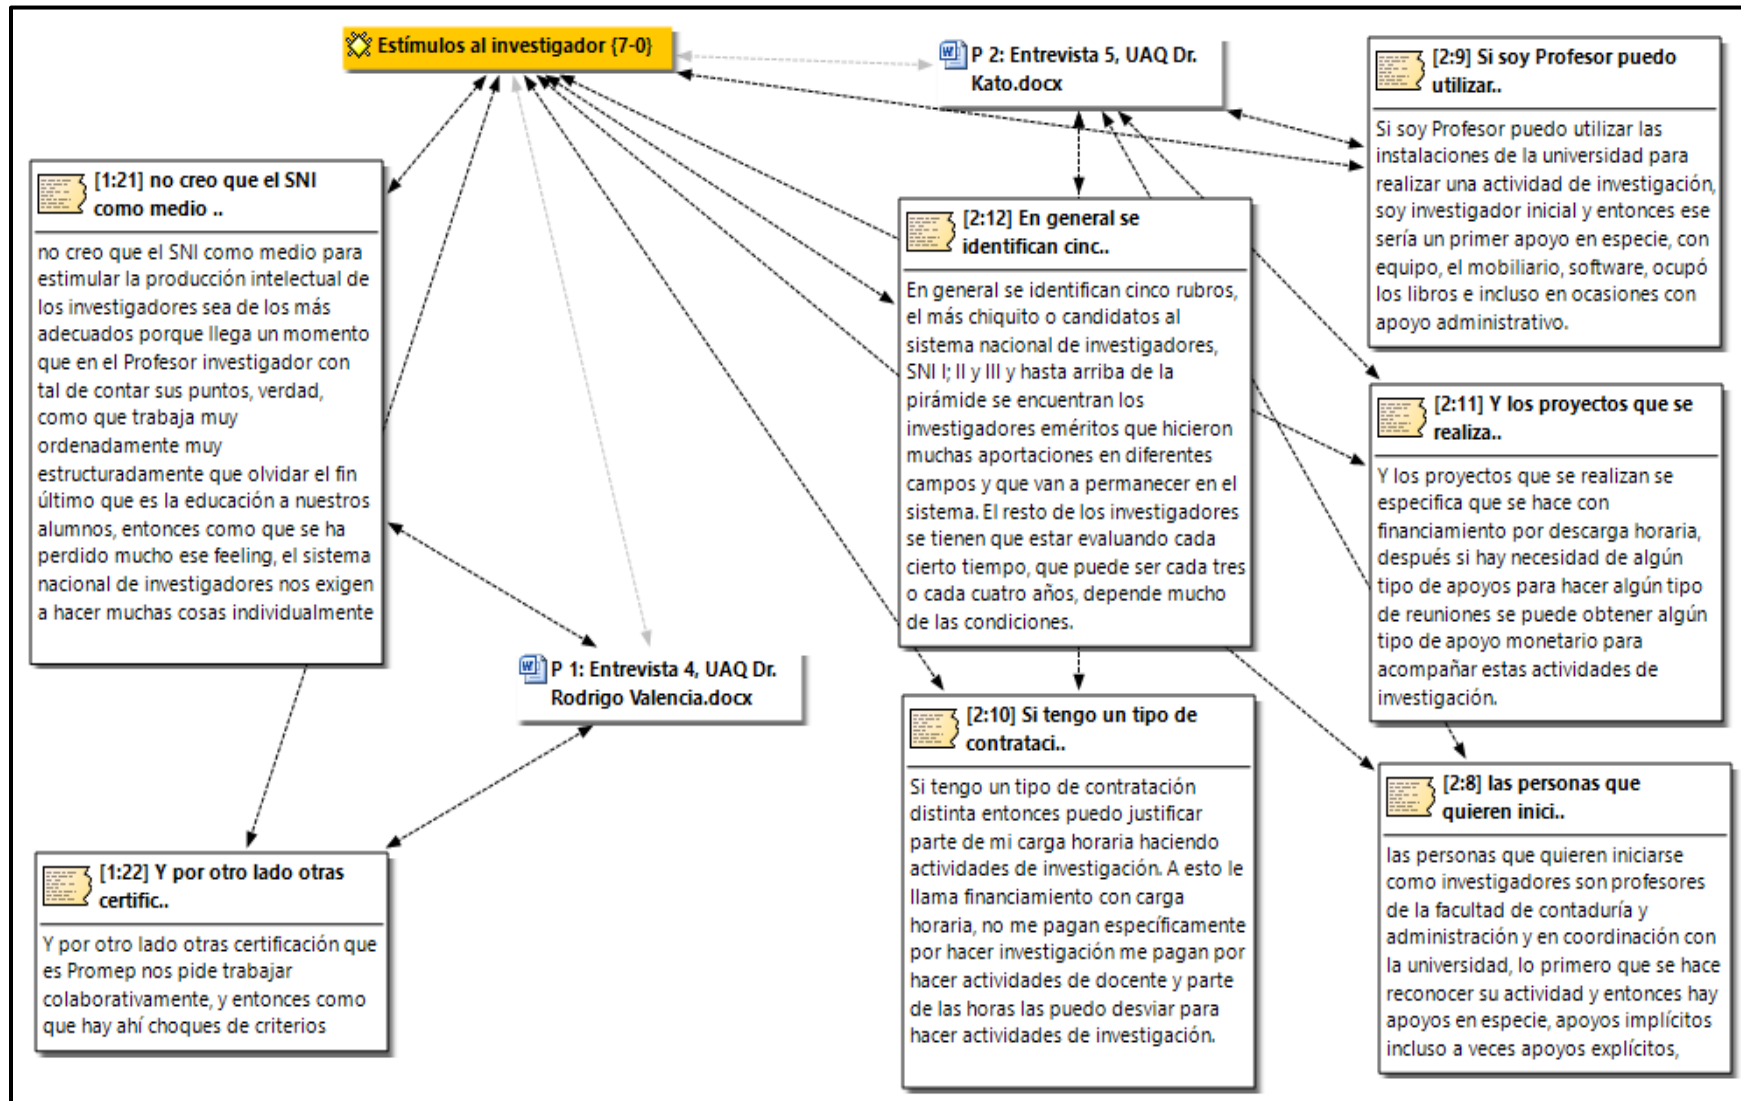 Estímulos al investigador {7-0}
P 2: Entrevista 5, UAQ Dr.
Kato.docx
[2:9] Si soy Profesor puedo
utilizar..
Si soy Profesor puedo utilizar las
instalaciones de la universidad para
realizar una actividad de investigación,
soy investigador inicial y entonces ese
sería un primer apoyo en especie, con
equipo, el mobiliario, software, ocupó
los libros e incluso en ocasiones con
apoyo administrativo.
[1:21] no creo que el SNI
como medio ..
no creo que el SNI como medio para
estimular la producción intelectual de
los investigadores sea de los más
adecuados porque llega un momento
que en el Profesor investigador con
tal de contar sus puntos, verdad,
como que trabaja muy
ordenadamente muy
estructuradamente que olvidar el fin
último que es la educación a nuestros
alumnos, entonces como que se ha
perdido mucho ese feeling, el sistema
nacional de investigadores nos exigen
a hacer muchas cosas individualmente
[2:12] En general se
identifican cinc..
En general se identifican cinco rubros,
el más chiquito o candidatos al
sistema nacional de investigadores,
SNI I; II y III y hasta arriba de la
pirámide se encuentran los
investigadores eméritos que hicieron
muchas aportaciones en diferentes
campos y que van a permanecer en el
sistema. El resto de los investigadores
se tienen que estar evaluando cada
cierto tiempo, que puede ser cada tres
o cada cuatro años, depende mucho
de las condiciones.
[2:11] Y los proyectos que se
realiza..
Y los proyectos que se realizan se
especifica que se hace con
financiamiento por descarga horaria,
después si hay necesidad de algún
tipo de apoyos para hacer algún tipo
de reuniones se puede obtener algún
tipo de apoyo monetario para
acompañar estas actividades de
investigación.
P 1: Entrevista 4, UAQ Dr.
Rodrigo Valencia.docx
[2:10] Si tengo un tipo de
contrataci..
Si tengo un tipo de contratación
distinta entonces puedo justificar
parte de mi carga horaria haciendo
actividades de investigación. A esto le
llama financiamiento con carga
horaria, no me pagan específicamente
por hacer investigación me pagan por
hacer actividades de docente y parte
de las horas las puedo desviar para
hacer actividades de investigación.
[2:8] las personas que
quieren inici..
las personas que quieren iniciarse
como investigadores son profesores
de la facultad de contaduría y
administración y en coordinación con
la universidad, lo primero que se hace
reconocer su actividad y entonces hay
apoyos en especie, apoyos implícitos
incluso a veces apoyos explícitos,
[1:22] Y por otro lado otras
certific..
Y por otro lado otras certificación que
es Promep nos pide trabajar
colaborativamente, y entonces como
que hay ahí choques de criterios